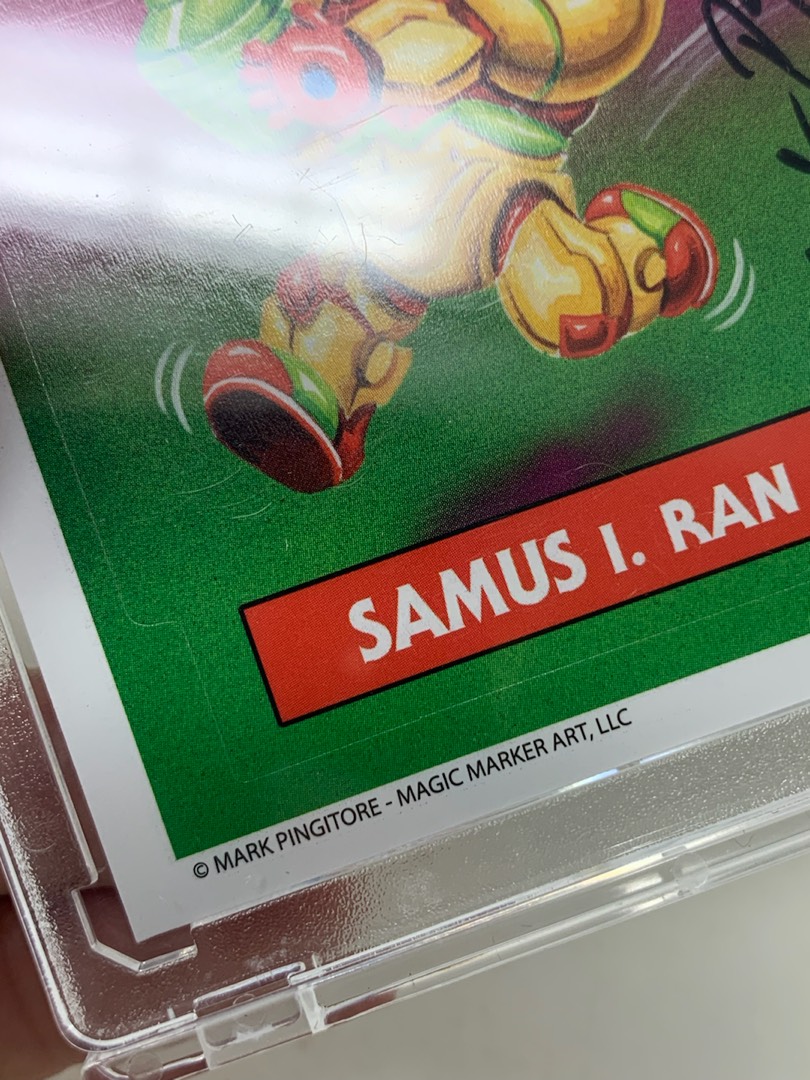 SAMUS I. RAN
© MARK PINGITORE - MAGIC MARKER ART, LLC